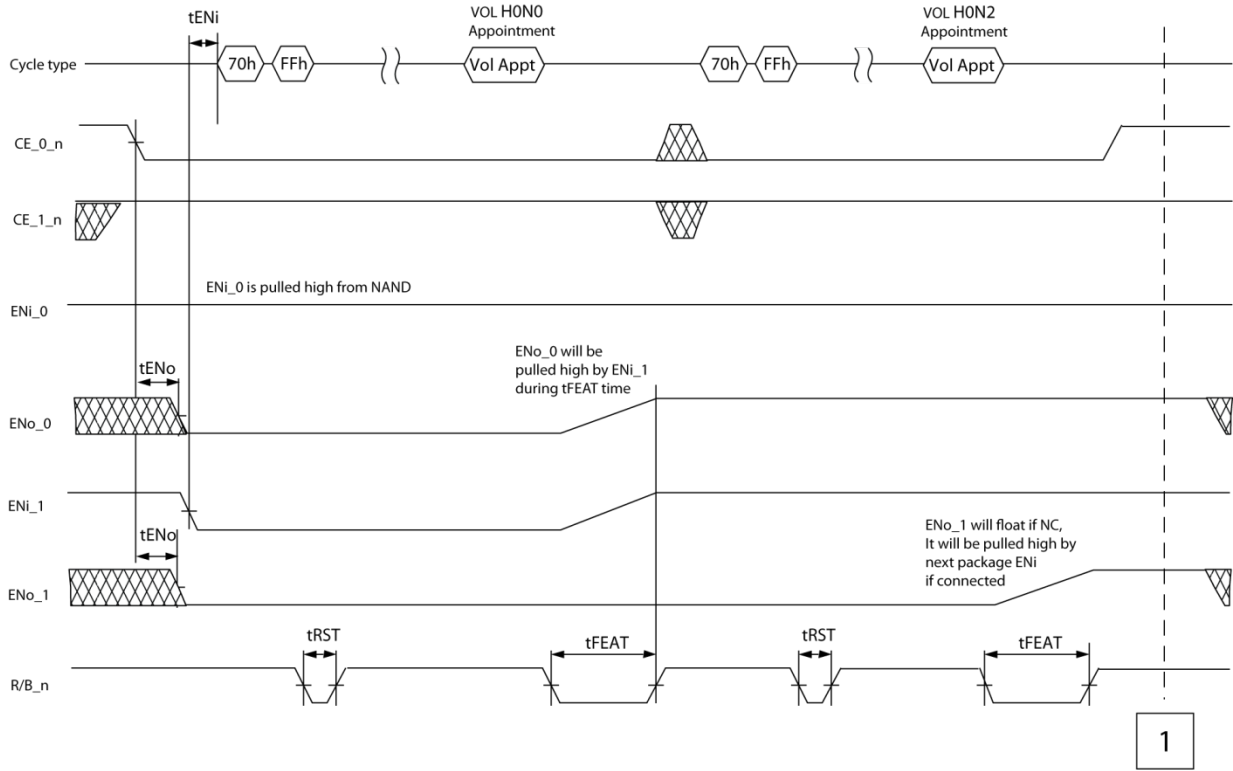 tENi
VOL H0N0
Appointment
VOL H0N2
Appointment
Cycle type
70h
FFh
Vol Appt
70h
FFh
Vol Appt
CE_0_n
CE_1_n
ENi_0 is pulled high from NAND
ENi_0
ENo_0 will be
pulled high by ENi_1
during tFEAT time
tENo
ENo_0
ENi_1
tENo
ENo_1 will float if NC,
It will be pulled high by
next package ENi
if connected
ENo_1
tRST
tFEAT
tRST
tFEAT
R/B_n
1